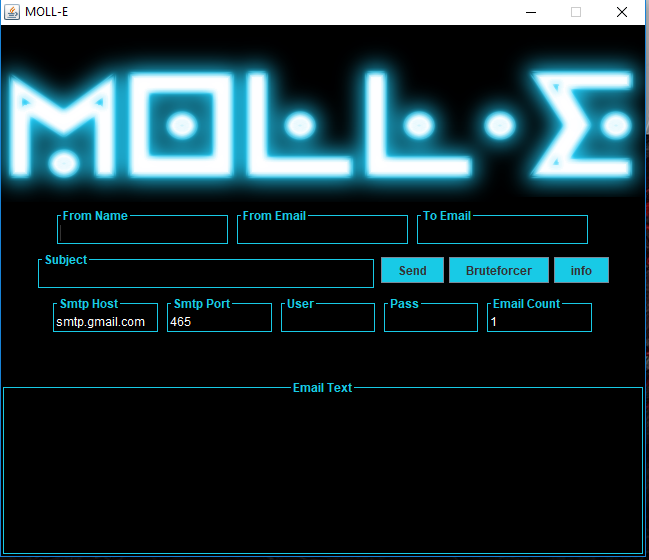 MOLL-E
MOLL·E
From Name From Email To Email
Subject Send Bruteforcer info
Smtp Host Smtp Port User Pass Email Count
smtp.gmail.com 465 1
Email Text